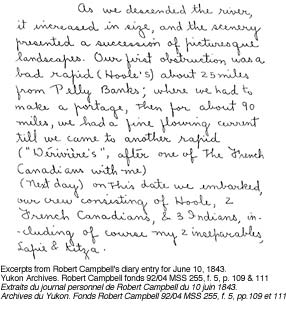 As we descended the river,
it increased in size, and the scenery
presented a succession of picturesque
landscapes. Our first obstruction was a
bad rapid (Hoole's) about 25 miles
from Pelly Banks; where we had to
make a portage, Then for about 90
miles, we had a fine flowing current
till we came to another rapid
("Dérivière's", after one of The French
Canadians with me)
(Next day) on This date we embarked,
our crew consisting of Hoole, 2
French Canadians, & 3 Indians, in-
cluding of course my 2 inseparables,
Lapie & Kitza.
Excerpts from Robert Campbell's diary entry for June 10, 1843.
Yukon Archives. Robert Campbell fonds 92/04 MSS 255, f. 5, p. 109 & 111
Extraits du journal personnel de Robert Campbell du 10 juin 1843.
Archives du Yukon. Fonds Robert Campbell 92/04 MSS 255, f. 5, pp.109 et 111